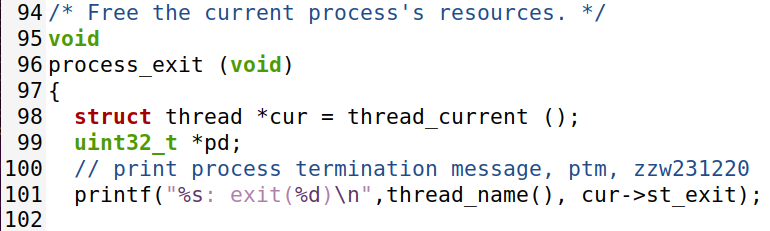 94 /* Free the current process's resources. */
95 void
96 process_exit (void)
97 {
98   struct thread *cur = thread_current ();
99   uint32_t *pd;
100   // print process termination message, ptm, zzw231220
101   printf("%s: exit(%d)\n",thread_name(), cur->st_exit);
102